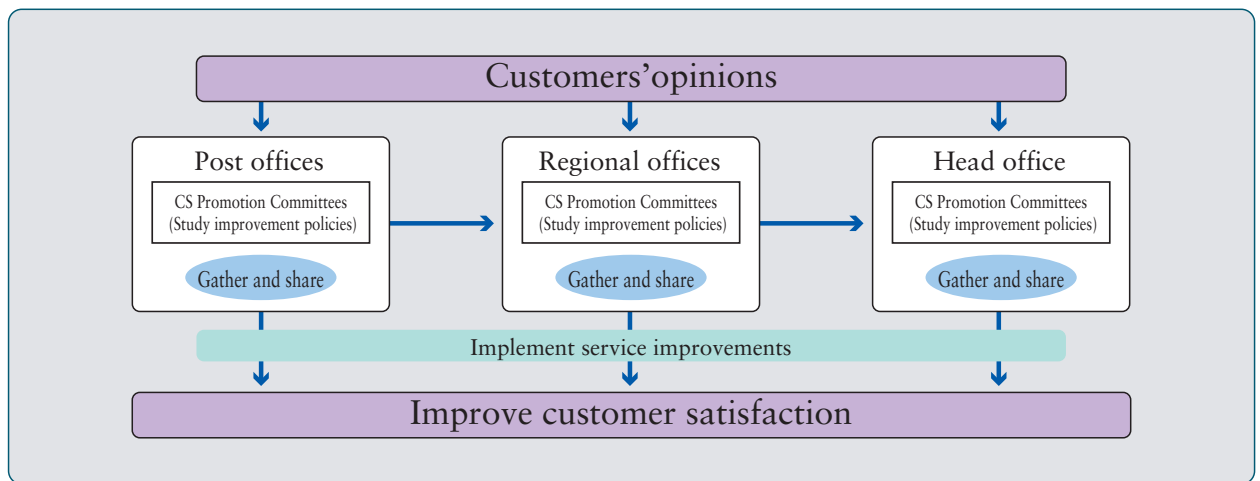 Customers'opinions
Post offices
CS Promotion Committees
(Study improvement policies)
Gather and share
Regional offices
CS Promotion Committees
(Study improvement policies)
Gather and share
Head office
CS Promotion Committees
(Study improvement policies)
Gather and share
Implement service improvements
Improve customer satisfaction